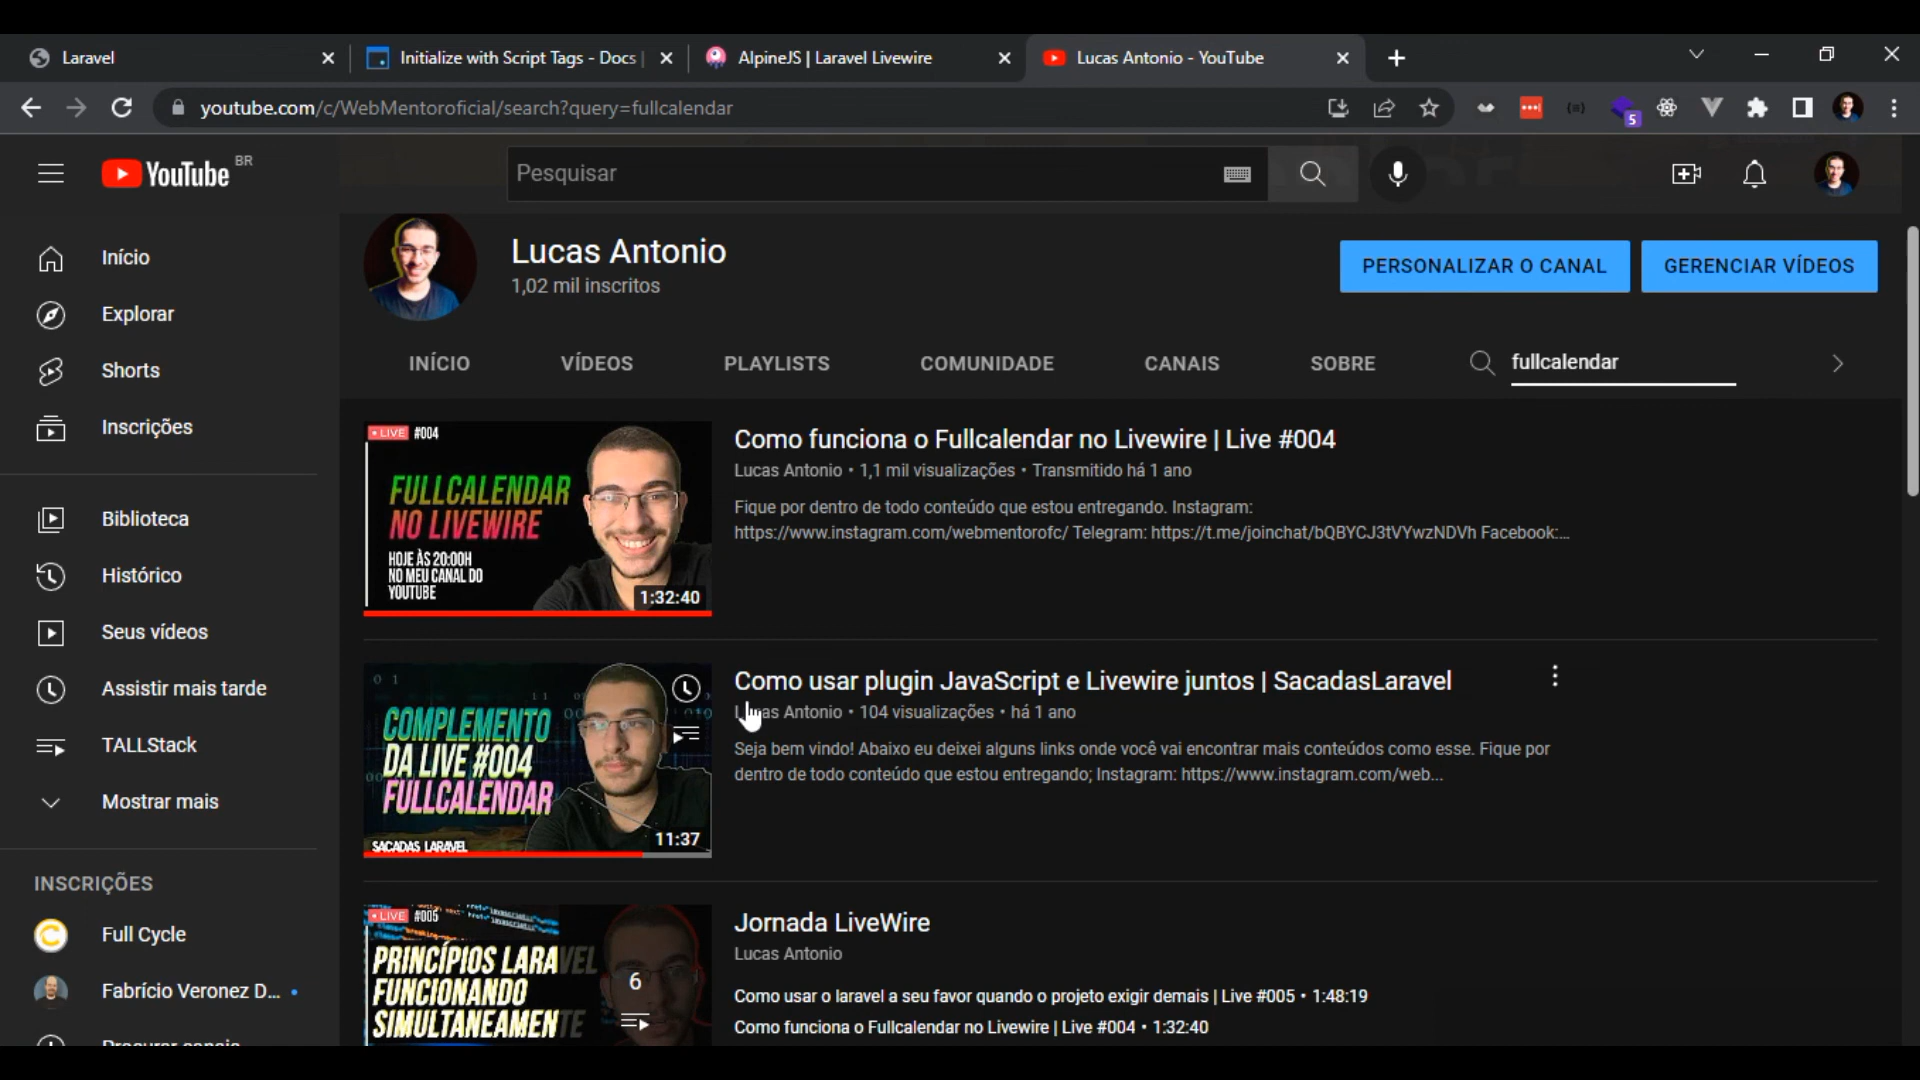 Laravel
Initialize with Script Tags - Docs
AlpineJS | Laravel Livewire
Lucas Antonio - YouTube
youtube.com/c/WebMentoroficial/search?query=fullcalendar
5
YouTube BR
Pesquisar
Início
Explorar
Shorts
Inscrições
Biblioteca
Histórico
Seus vídeos
Assistir mais tarde
TALLStack
Mostrar mais
INSCRIÇÕES
Full Cycle
Fabrício Veronez D...
Lucas Antonio
1,02 mil inscritos
PERSONALIZAR O CANAL
GERENCIAR VÍDEOS
INÍCIO
VÍDEOS
PLAYLISTS
COMUNIDADE
CANAIS
SOBRE
fullcalendar
LIVE #004
FULLCALENDAR
NO LIVEWIRE
HOJE ÀS 20:00H
NO MEU CANAL DO
YOUTUBE
1:32:40
Como funciona o Fullcalendar no Livewire | Live #004
Lucas Antonio • 1,1 mil visualizações • Transmitido há 1 ano
Fique por dentro de todo conteúdo que estou entregando. Instagram:
https://www.instagram.com/webmentorofc/ Telegram: https://t.me/joinchat/bQBYCJ3tVYwzNDVh Facebook:...
COMPLEMENTO
DA LIVE #004
FULLCALENDAR
SACADAS LARAVEL
11:37
Como usar plugin JavaScript e Livewire juntos | SacadasLaravel
Lucas Antonio • 104 visualizações • há 1 ano
Seja bem vindo! Abaixo eu deixei alguns links onde você vai encontrar mais conteúdos como esse. Fique por
dentro de todo conteúdo que estou entregando; Instagram: https://www.instagram.com/web...
LIVE #005
PRINCÍPIOS LARAVEL
FUNCIONANDO
SIMULTANEAMENTE
6
Jornada LiveWire
Lucas Antonio
Como usar o laravel a seu favor quando o projeto exigir demais | Live #005 • 1:48:19
Como funciona o Fullcalendar no Livewire | Live #004 • 1:32:40